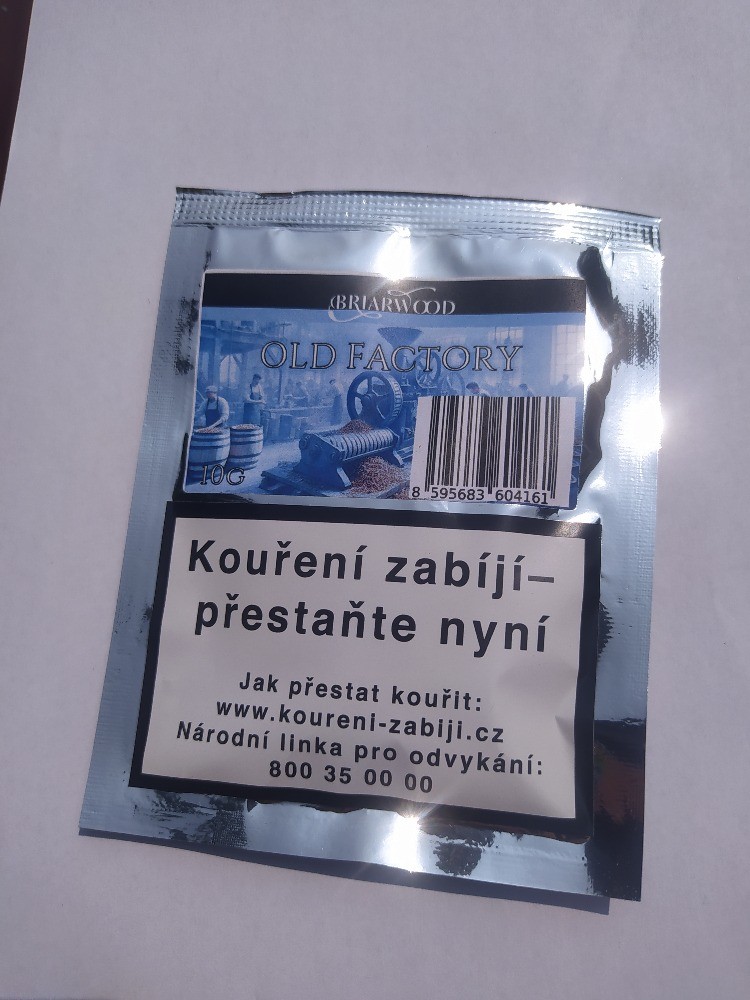 BRIARWOOD
OLD FACTORY
10G
8 595683 604161
Kouření zabíjí–
přestaňte nyní
Jak přestat kouřit:
www.koureni-zabiji.cz
Národní linka pro odvykání:
800 35 00 00